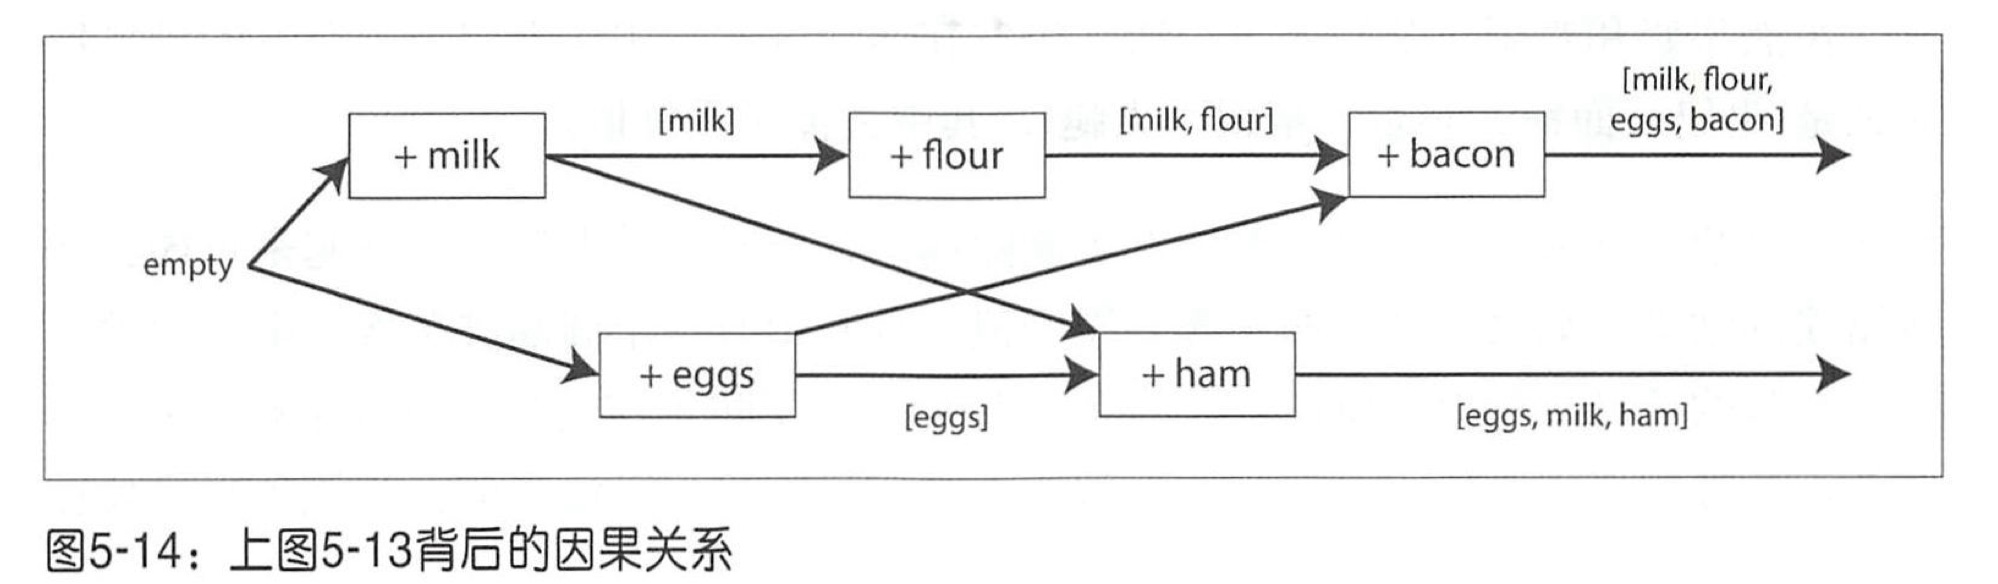 [milk, flour,
eggs, bacon]
[milk]
[milk, flour]
+ milk
+ flour
+ bacon
empty
+ eggs
+ ham
[eggs]
[eggs, milk, ham]
图5-14：上图5-13背后的因果关系